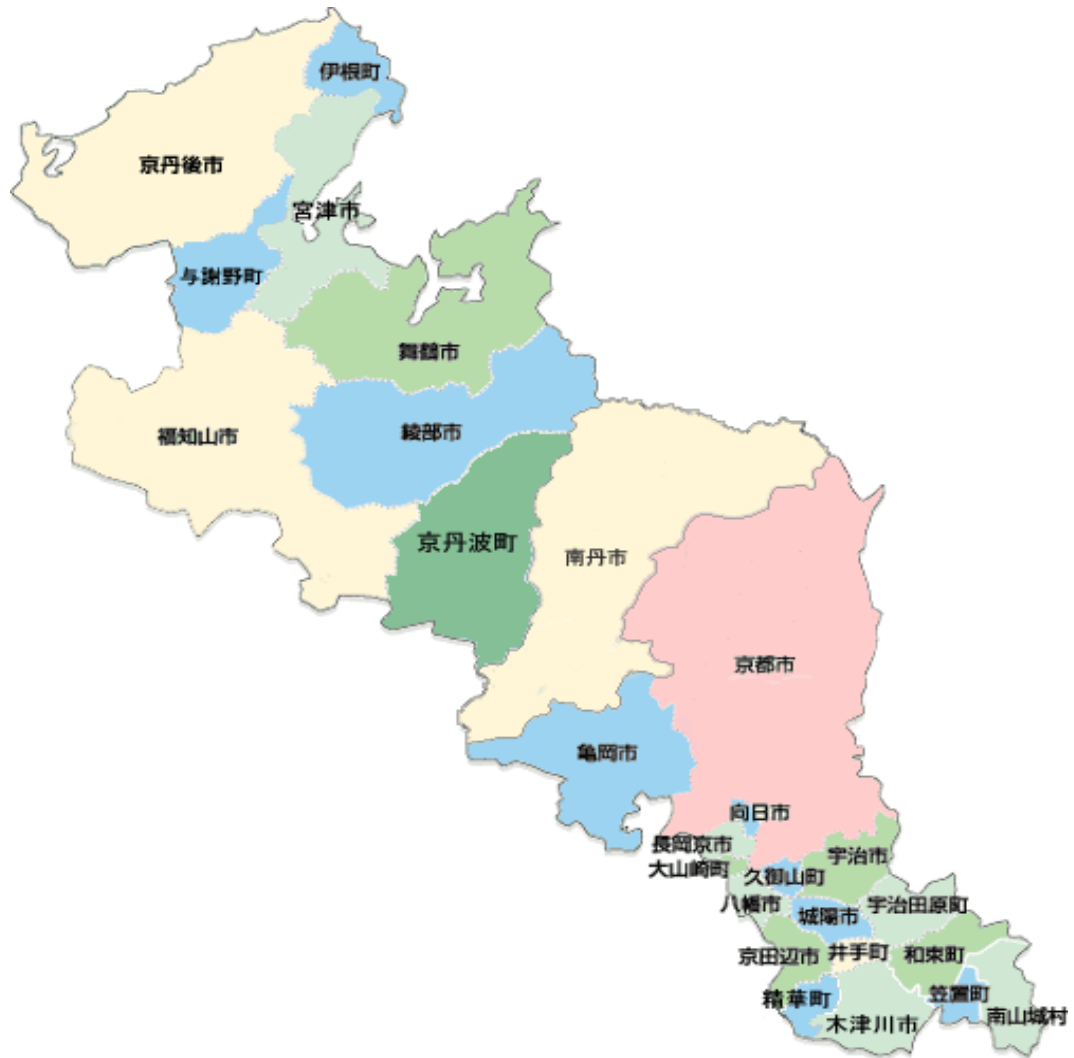 伊根町
京丹後市
宮津市
与謝野町
舞鶴市
綾部市
福知山市
京丹波町
南丹市
京都市
亀岡市
向日市
長岡京市
大山崎町
宇治市
久御山町
八幡市
城陽市
宇治田原町
京田辺市
井手町
和束町
精華町
笠置町
木津川市
南山城村